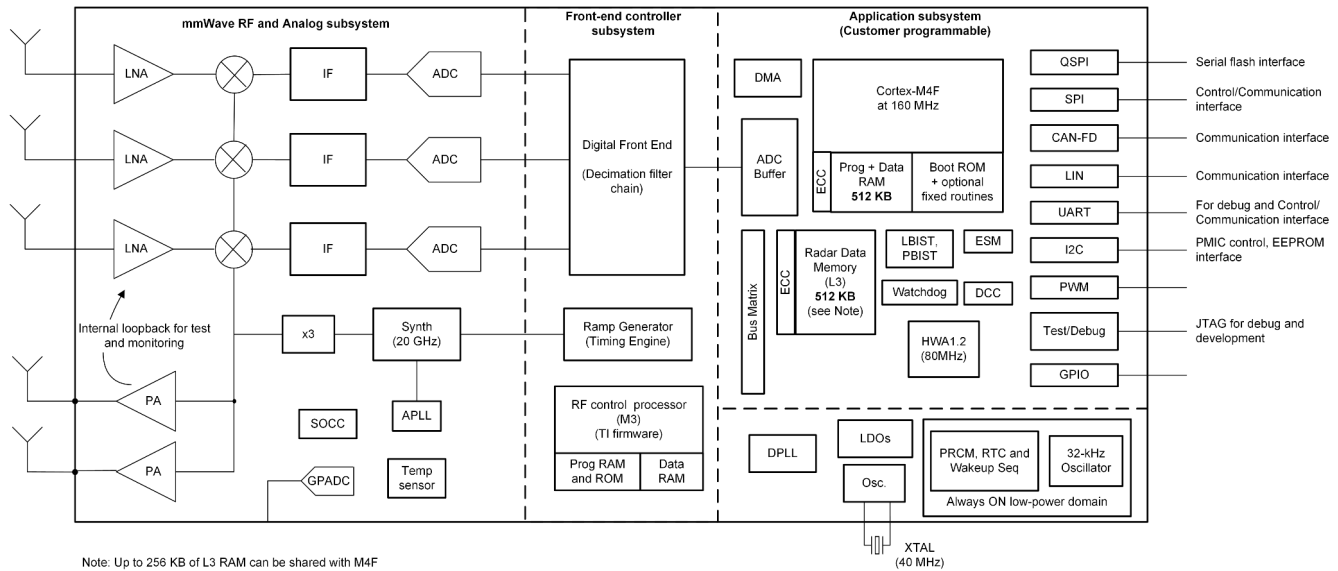 mmWave RF and Analog subsystem
Front-end controller
subsystem
Application subsystem
(Customer programmable)
LNA
IF
ADC
LNA
IF
ADC
LNA
IF
ADC
Internal loopback for test
and monitoring
x3
Synth
(20 GHz)
PA
PA
SOCC
APLL
GPADC
Temp
sensor
Digital Front End
(Decimation filter
chain)
Ramp Generator
(Timing Engine)
RF control processor
(M3)
(TI firmware)
Prog RAM
and ROM
Data
RAM
DMA
ADC
Buffer
Cortex-M4F
at 160 MHz
ECC
Prog + Data
RAM
512 KB
Boot ROM
+ optional
fixed routines
Bus Matrix
ECC
Radar Data
Memory
(L3)
512 KB
(see Note)
LBIST,
PBIST
ESM
Watchdog
DCC
HWA1.2
(80MHz)
QSPI
Serial flash interface
SPI
Control/Communication
interface
CAN-FD
Communication interface
LIN
Communication interface
UART
For debug and Control/
Communication interface
I2C
PMIC control, EEPROM
interface
PWM
Test/Debug
JTAG for debug and
development
GPIO
DPLL
LDOs
Osc.
PRCM, RTC and
Wakeup Seq
32-kHz
Oscillator
Always ON low-power domain
XTAL
(40 MHz)
Note: Up to 256 KB of L3 RAM can be shared with M4F